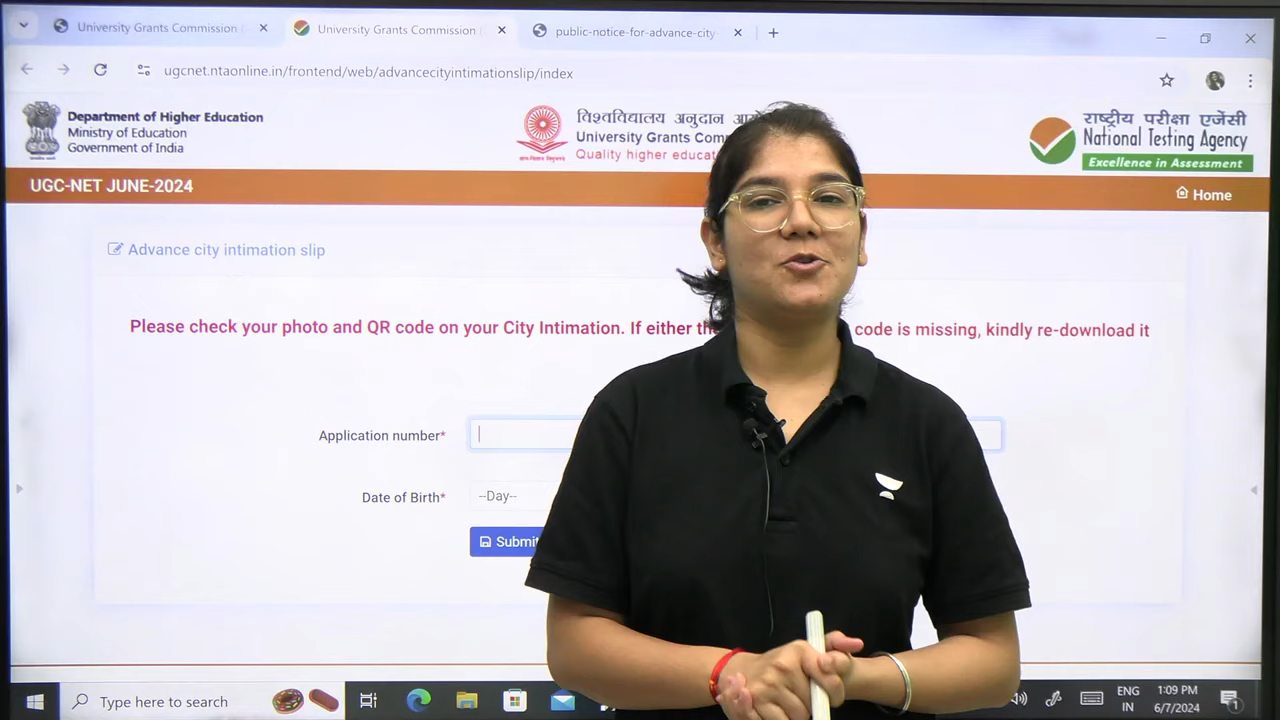 University Grants Commission
University Grants Commission
public-notice-for-advance-city-
ugcnet.ntaonline.in/frontend/web/advancecityintimationslip/index
Department of Higher Education
Ministry of Education
Government of India
विश्वविद्यालय अनुदान
University Grants Com
Quality higher educat
ज्ञान-विज्ञान विमुक्तये
राष्ट्रीय परीक्षा एजेंसी
National Testing Agency
Excellence in Assessment
UGC-NET JUNE-2024
Home
Advance city intimation slip
Please check your photo and QR code on your City Intimation. If either th code is missing, kindly re-download it
Application number*
Date of Birth*
--Day--
Submit
Type here to search
ENG
IN
1:09 PM
6/7/2024
1